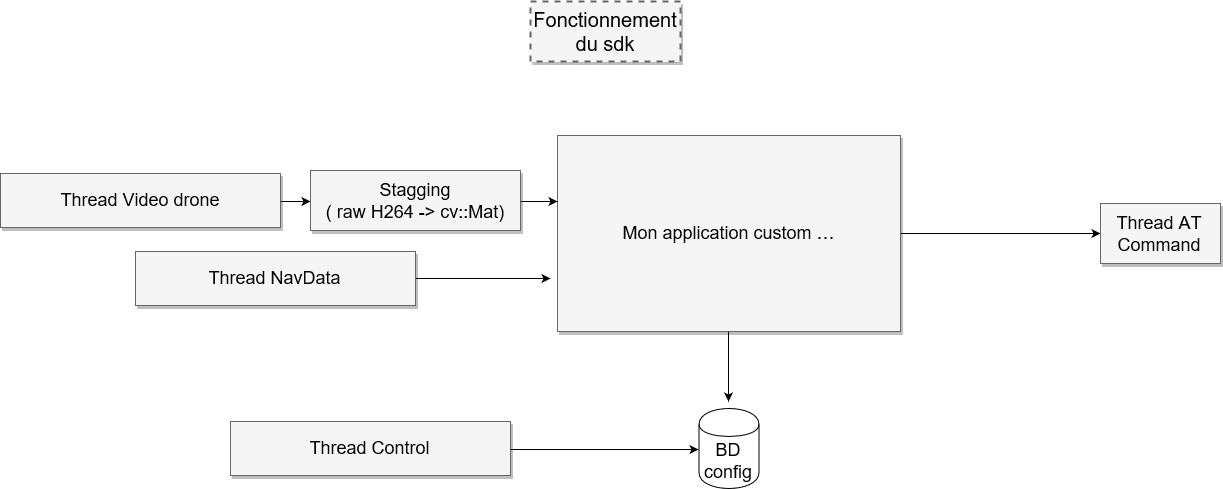 Fonctionnement
du sdk
Thread Video drone
Stagging
( raw H264 -> cv::Mat)
Mon application custom …
Thread AT
Command
Thread NavData
Thread Control
BD
config